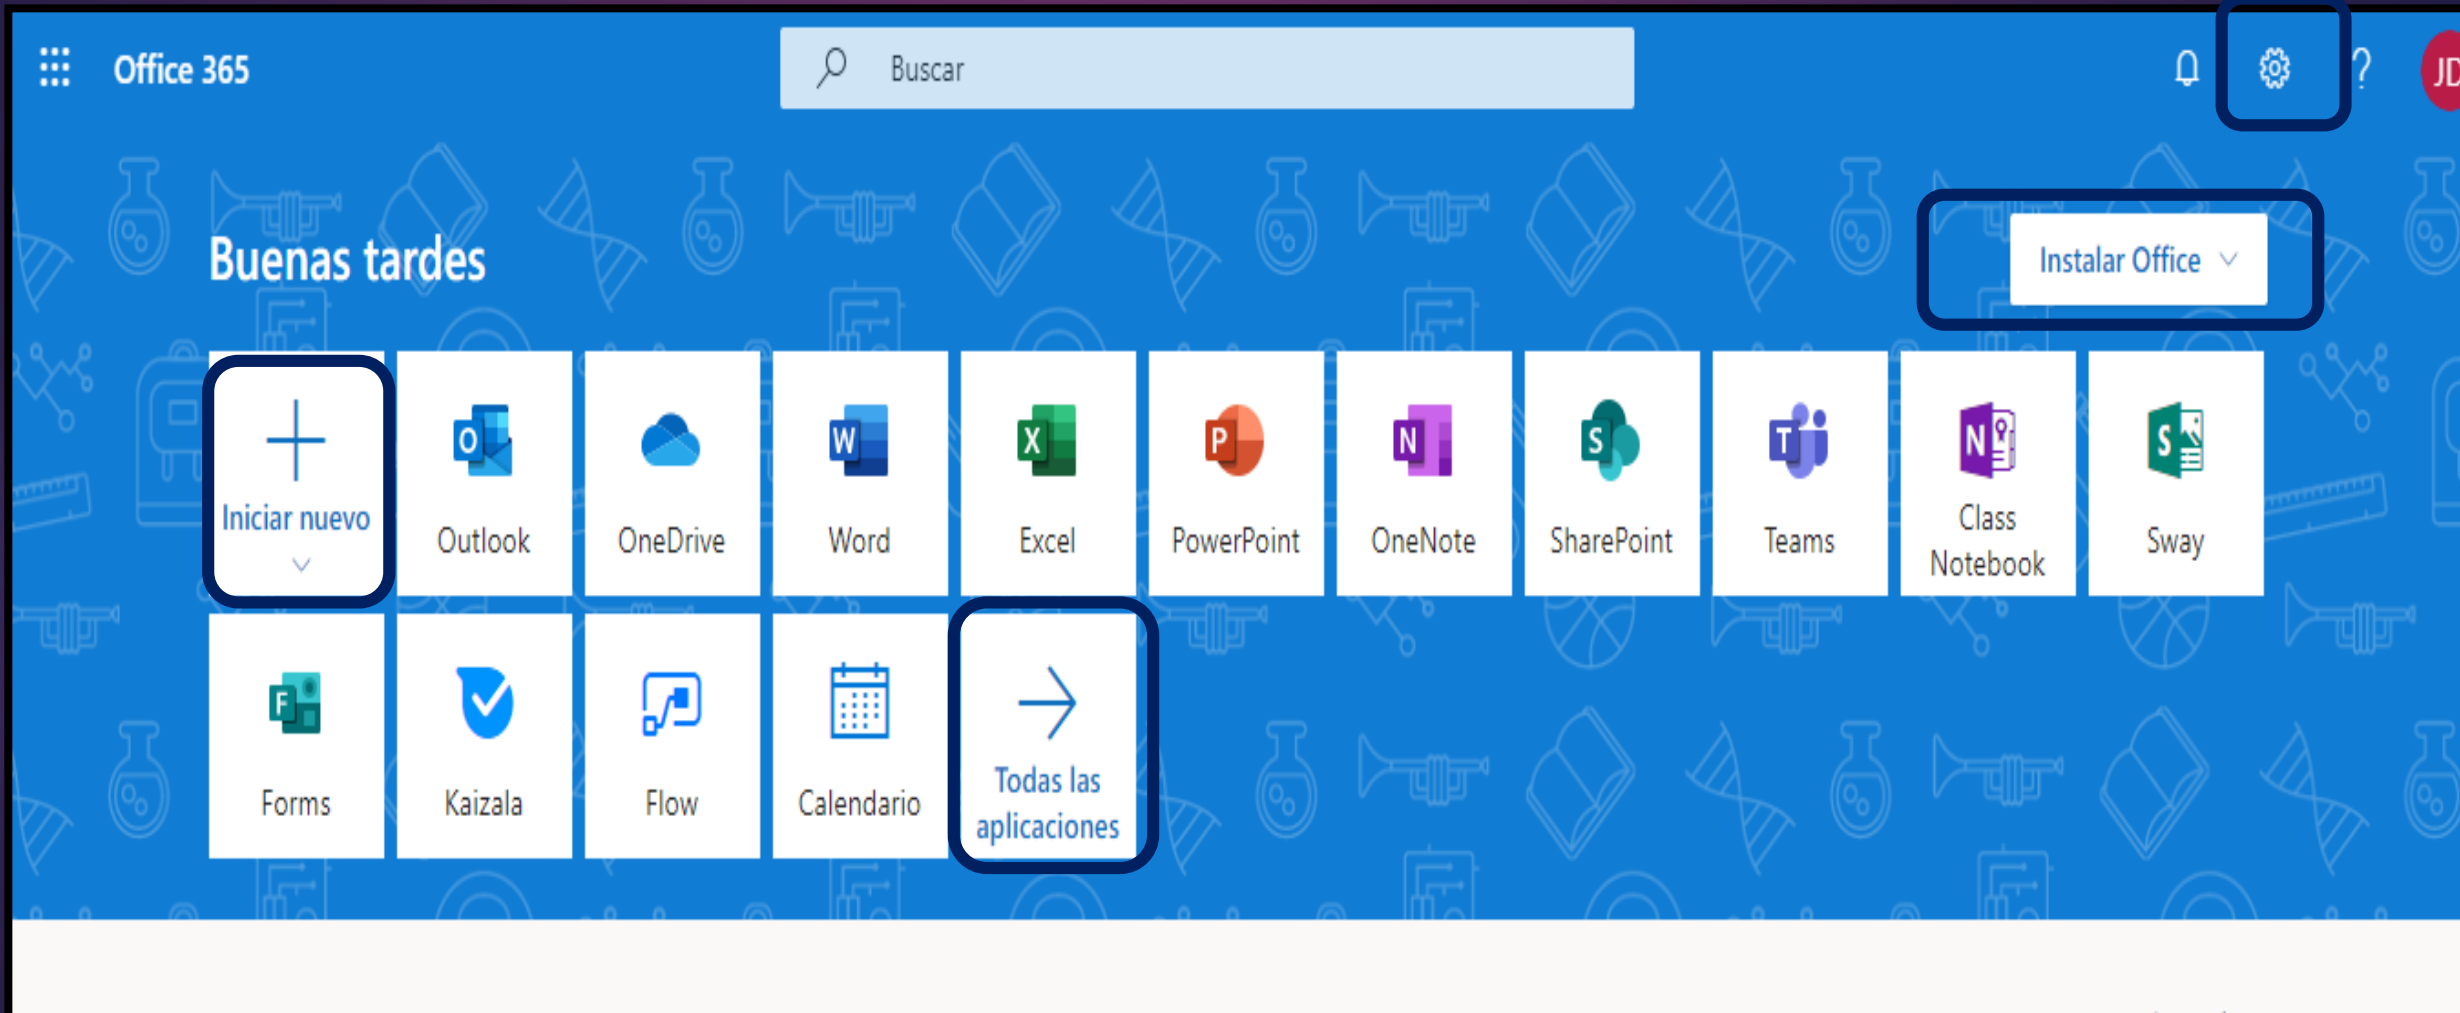 Office 365
Buscar
?
JD
Buenas tardes
Instalar Office
Iniciar nuevo
Outlook
OneDrive
Word
Excel
PowerPoint
OneNote
SharePoint
Teams
Class
Notebook
Sway
Forms
Kaizala
Flow
Calendario
Todas las
aplicaciones